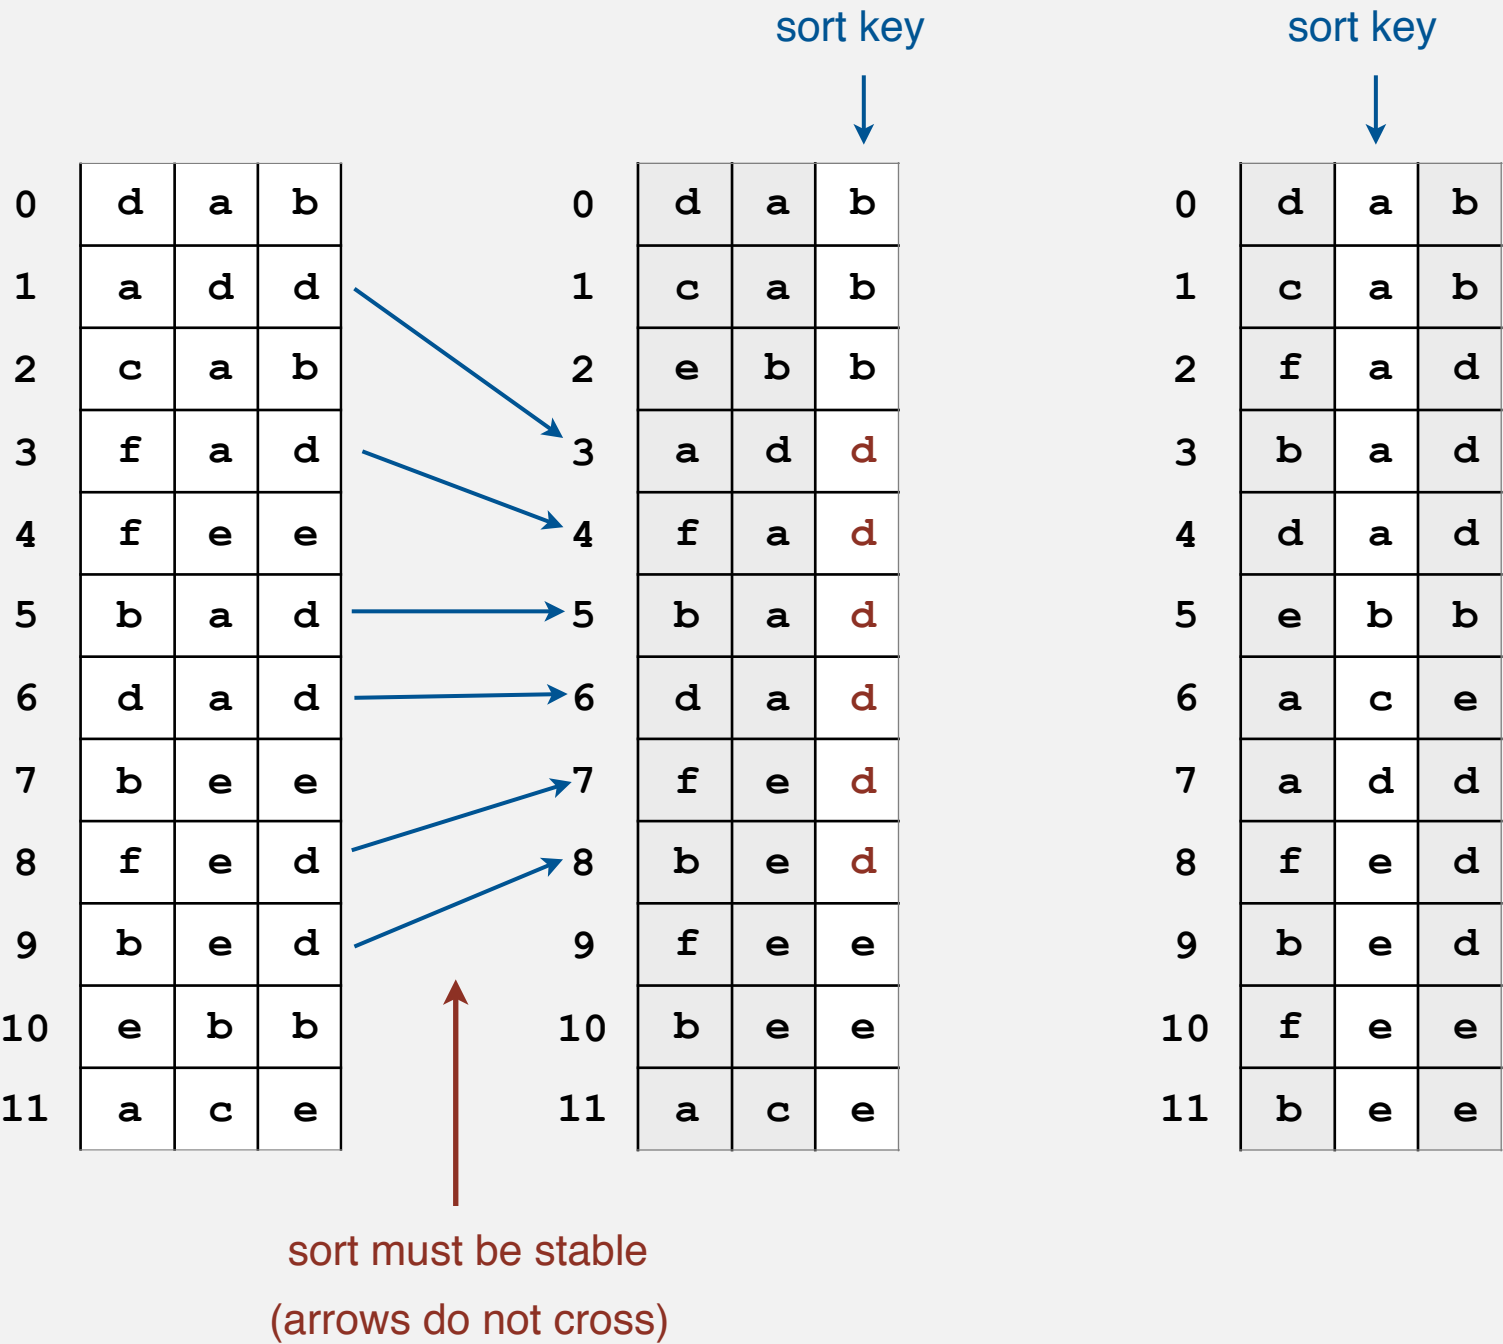 sort key sort key
0 d a b 0 d a b 0 d a b
1 a d d 1 c a b 1 c a b
2 c a b 2 e b b 2 f a d
3 f a d 3 a d d 3 b a d
4 f e e 4 f a d 4 d a d
5 b a d 5 b a d 5 e b b
6 d a d 6 d a d 6 a c e
7 b e e 7 f e d 7 a d d
8 f e d 8 b e d 8 f e d
9 b e d 9 f e e 9 b e d
10 e b b 10 b e e 10 f e e
11 a c e 11 a c e 11 b e e
sort must be stable
(arrows do not cross)